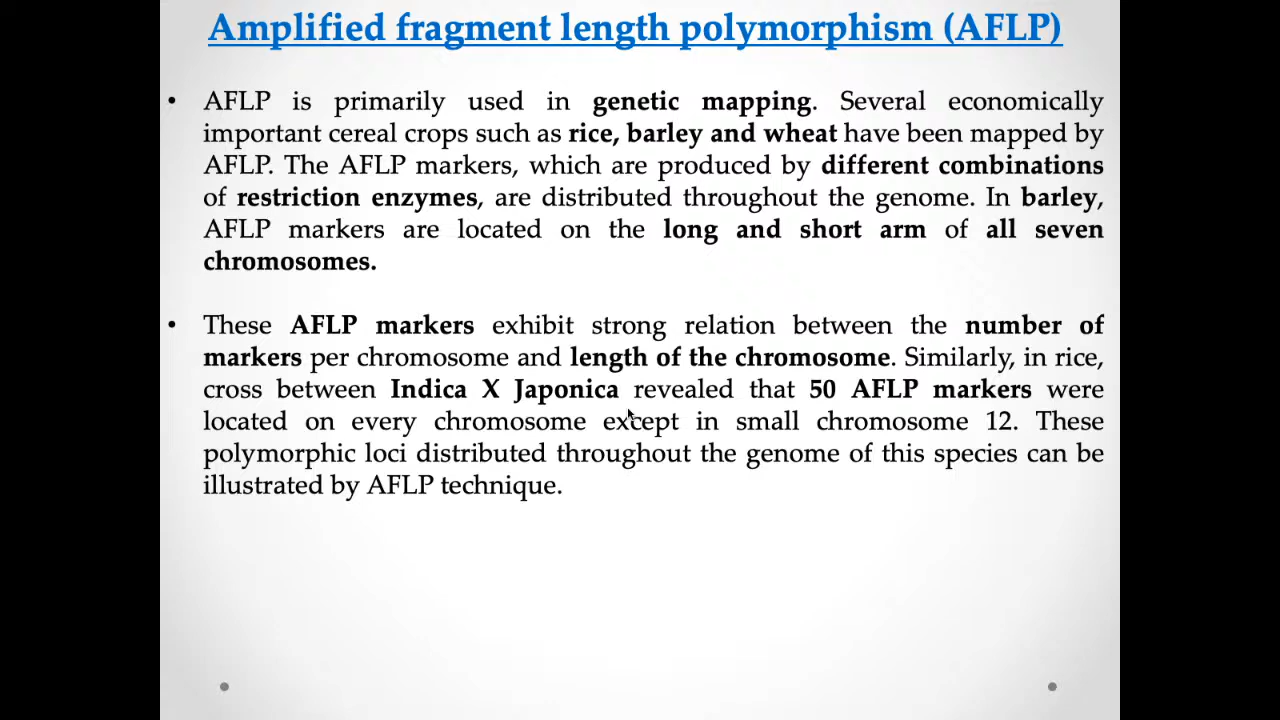 Amplified fragment length polymorphism (AFLP)
• AFLP is primarily used in genetic mapping. Several economically
important cereal crops such as rice, barley and wheat have been mapped by
AFLP. The AFLP markers, which are produced by different combinations
of restriction enzymes, are distributed throughout the genome. In barley,
AFLP markers are located on the long and short arm of all seven
chromosomes.
• These AFLP markers exhibit strong relation between the number of
markers per chromosome and length of the chromosome. Similarly, in rice,
cross between Indica X Japonica revealed that 50 AFLP markers were
located on every chromosome except in small chromosome 12. These
polymorphic loci distributed throughout the genome of this species can be
illustrated by AFLP technique.